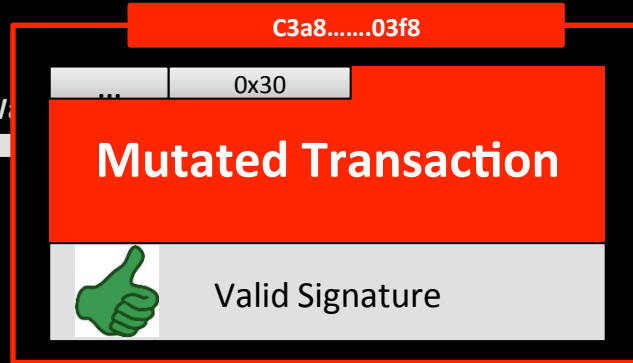 C3a8.......03f8
... 0x30
Mutated Transaction
Valid Signature